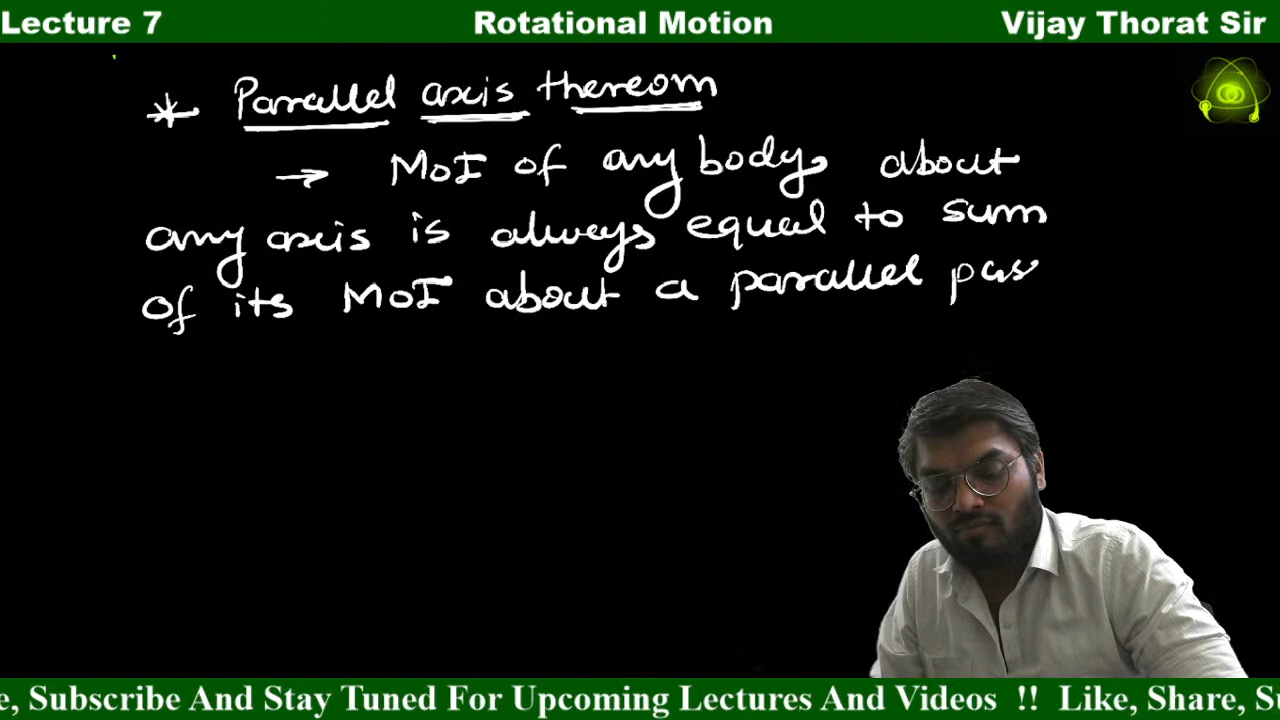 Lecture 7 Rotational Motion Vijay Thorat Sir
* Parallel axis thereom
→ MoI of any body, about
any axis is always equal to sum
of its MoI about a parallel pas
e, Subscribe And Stay Tuned For Upcoming Lectures And Videos !! Like, Share, Su